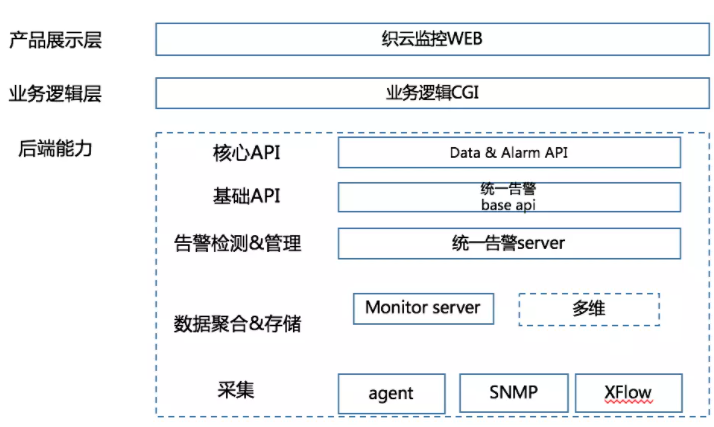 产品展示层
织云监控WEB
业务逻辑层
业务逻辑CGI
后端能力
核心API
Data & Alarm API
基础API
统一告警
base api
告警检测&管理
统一告警server
数据聚合&存储
Monitor server
多维
采集
agent
SNMP
XFlow